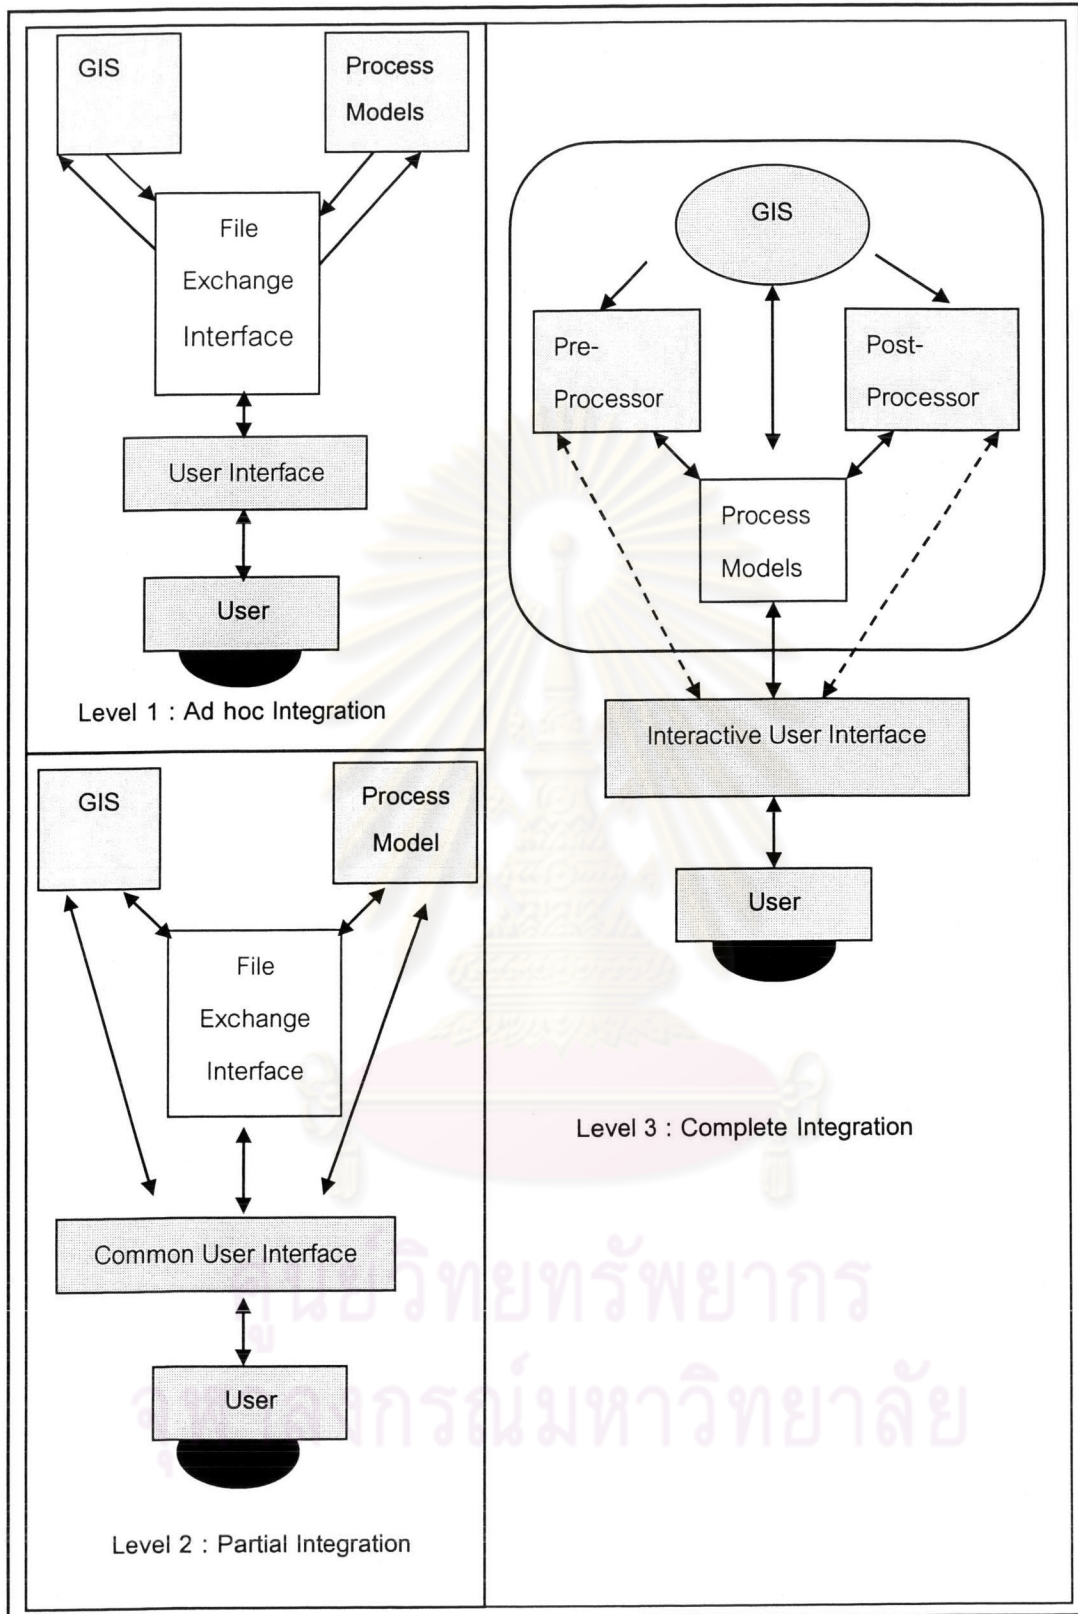 GIS
Process
Models
File
Exchange
Interface
User Interface
User
Level 1 : Ad hoc Integration
GIS
Process
Model
File
Exchange
Interface
Common User Interface
User
Level 2 : Partial Integration
GIS
Pre-
Processor
Post-
Processor
Process
Models
Interactive User Interface
User
Level 3 : Complete Integration
ศูนย์วิทยทรัพยากร
จุฬาลงกรณ์มหาวิทยาลัย